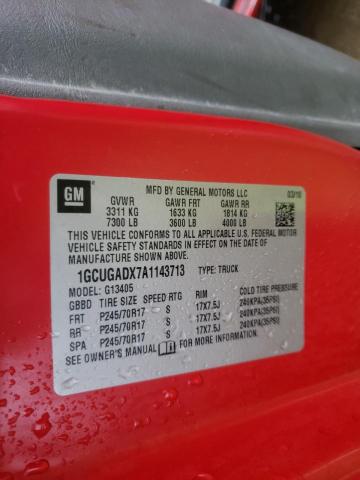 GM
MFD BY GENERAL MOTORS LLC 03/10
GVWR GAWR FRT GAWR RR
3311 KG 1633 KG 1814 KG
7300 LB 3600 LB 4000 LB
THIS VEHICLE CONFORMS TO ALL APPLICABLE U.S. FEDERAL MOTOR
VEHICLE SAFETY AND THEFT PREVENTION STANDARDS IN EFFECT ON THE DATE OF
MANUFACTURE SHOWN ABOVE.
1GCUGADX7A1143713 TYPE: TRUCK
MODEL: G13405
GBBD TIRE SIZE SPEED RTG RIM COLD TIRE PRESSURE
FRT P245/70R17 S 17X7.5J 240KPA(35PSI)
RR P245/70R17 S 17X7.5J 240KPA(35PSI)
SPA P245/70R17 S 17X7.5J 240KPA(35PSI)
SEE OWNER'S MANUAL FOR MORE INFORMATION.